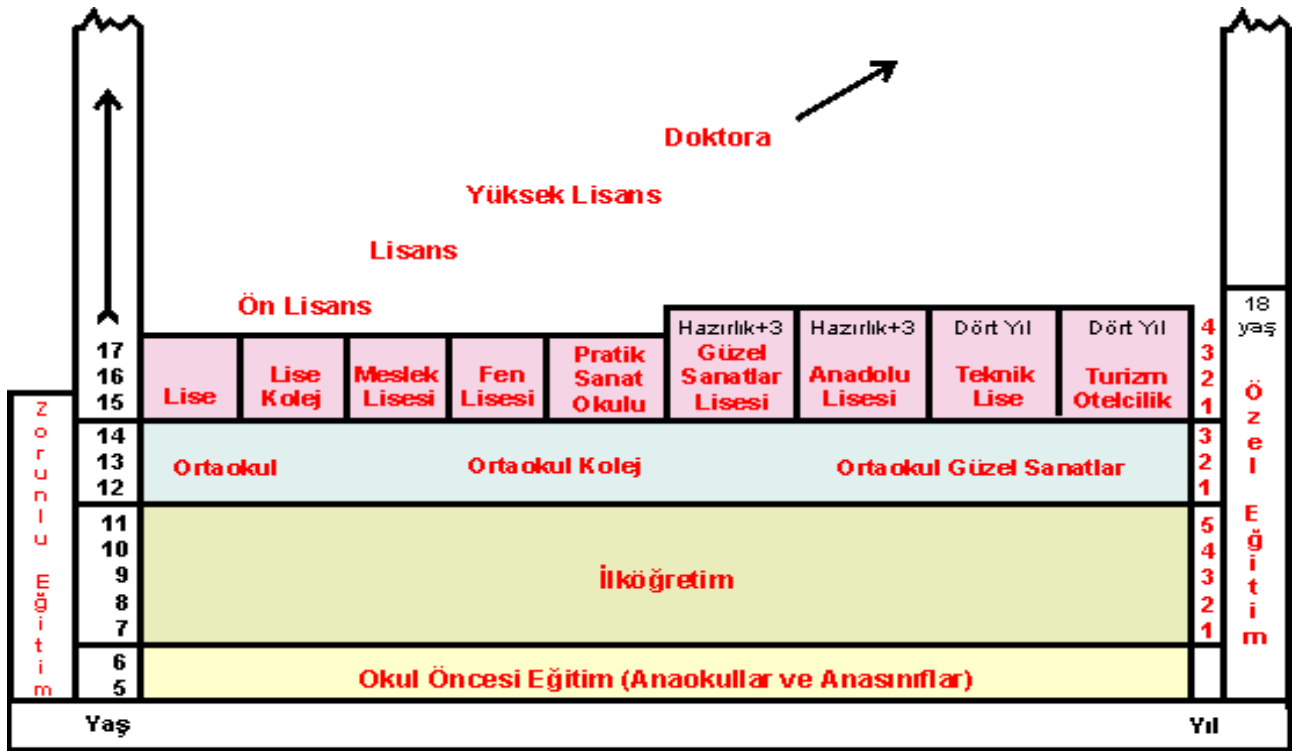 Doktora
Yüksek Lisans
Lisans
Ön Lisans
17
16
15
Lise
Lise
Kolej
Meslek
Lisesi
Fen
Lisesi
Pratik
Sanat
Okulu
Hazırlık+3
Güzel
Sanatlar
Lisesi
Hazırlık+3
Anadolu
Lisesi
Dört Yıl
Teknik
Lise
Dört Yıl
Turizm
Otelcilik
4
3
2
1
18
yaş
Özel Eğitim
Zorunlu Eğitim
14
13
12
Ortaokul
Ortaokul Kolej
Ortaokul Güzel Sanatlar
3
2
1
11
10
9
8
7
İlköğretim
5
4
3
2
1
6
5
Okul Öncesi Eğitim (Anaokullar ve Anasınıflar)
Yaş
Yıl